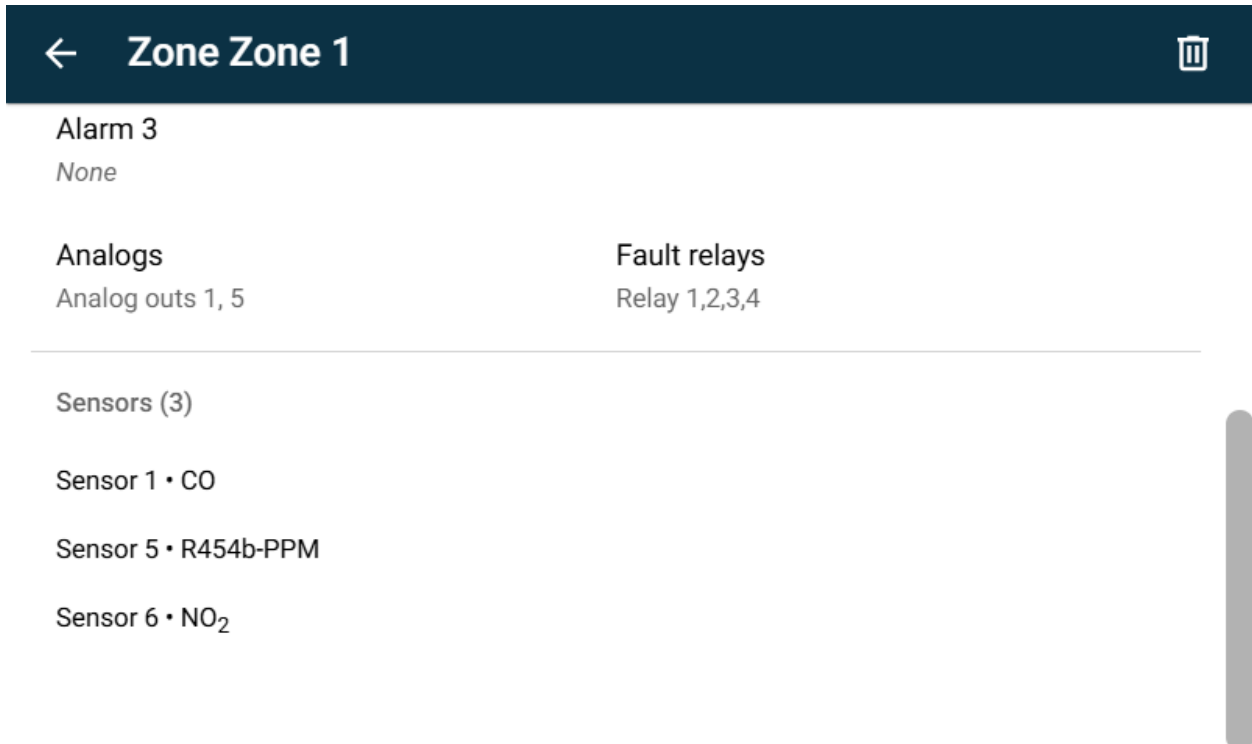 Zone Zone 1
Alarm 3
None
Analogs
Analog outs 1, 5
Fault relays
Relay 1,2,3,4
Sensors (3)
Sensor 1 • CO
Sensor 5 • R454b-PPM
Sensor 6 • NO₂